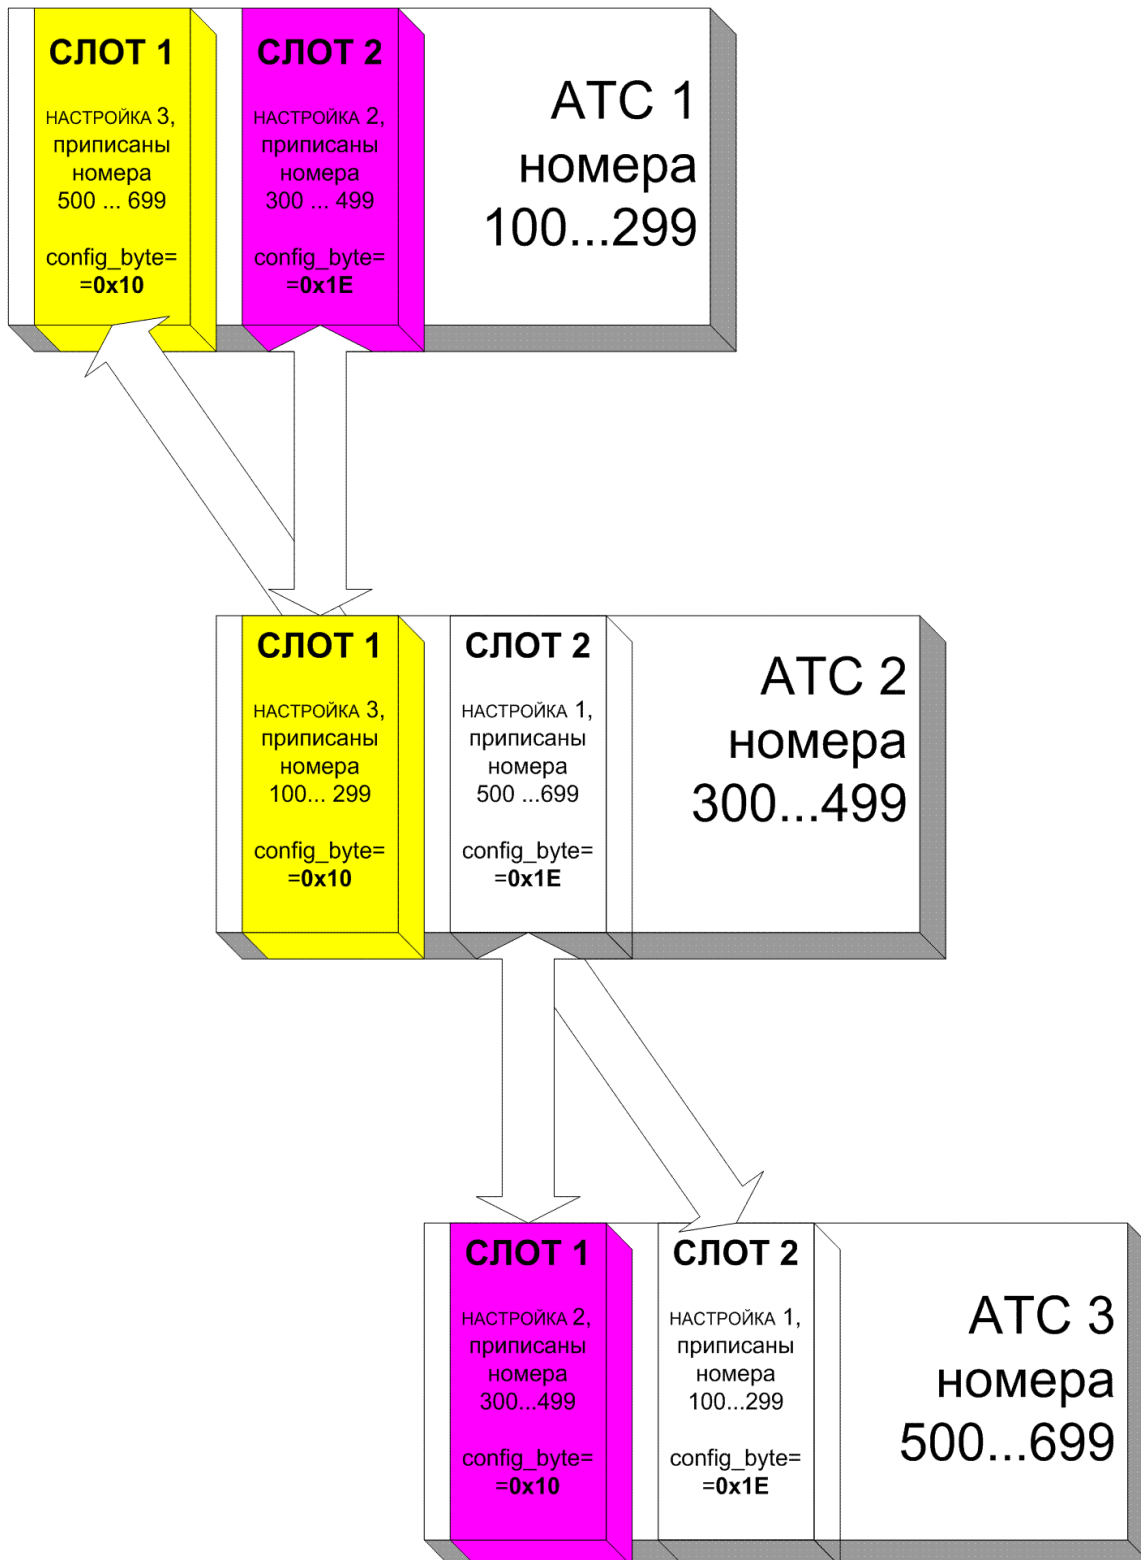 СЛОТ 1
НАСТРОЙКА 3,
приписаны
номера
500 ... 699
config_byte=
=0x10
СЛОТ 2
НАСТРОЙКА 2,
приписаны
номера
300 ... 499
config_byte=
=0x1E
АТС 1
номера
100...299
СЛОТ 1
НАСТРОЙКА 3,
приписаны
номера
100... 299
config_byte=
=0x10
СЛОТ 2
НАСТРОЙКА 1,
приписаны
номера
500 ...699
config_byte=
=0x1E
АТС 2
номера
300...499
СЛОТ 1
НАСТРОЙКА 2,
приписаны
номера
300...499
config_byte=
=0x10
СЛОТ 2
НАСТРОЙКА 1,
приписаны
номера
100...299
config_byte=
=0x1E
АТС 3
номера
500...699